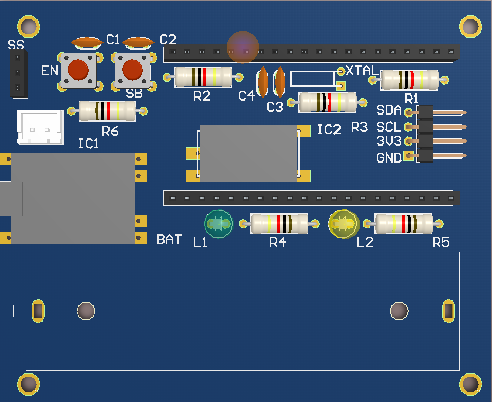 C1
C2
SS
EN
XTAL
SB
R2
C4
C3
R1
R6
IC2
R3
SDA
SCL
3V3
GND
IC1
BAT
L1
R4
L2
R5